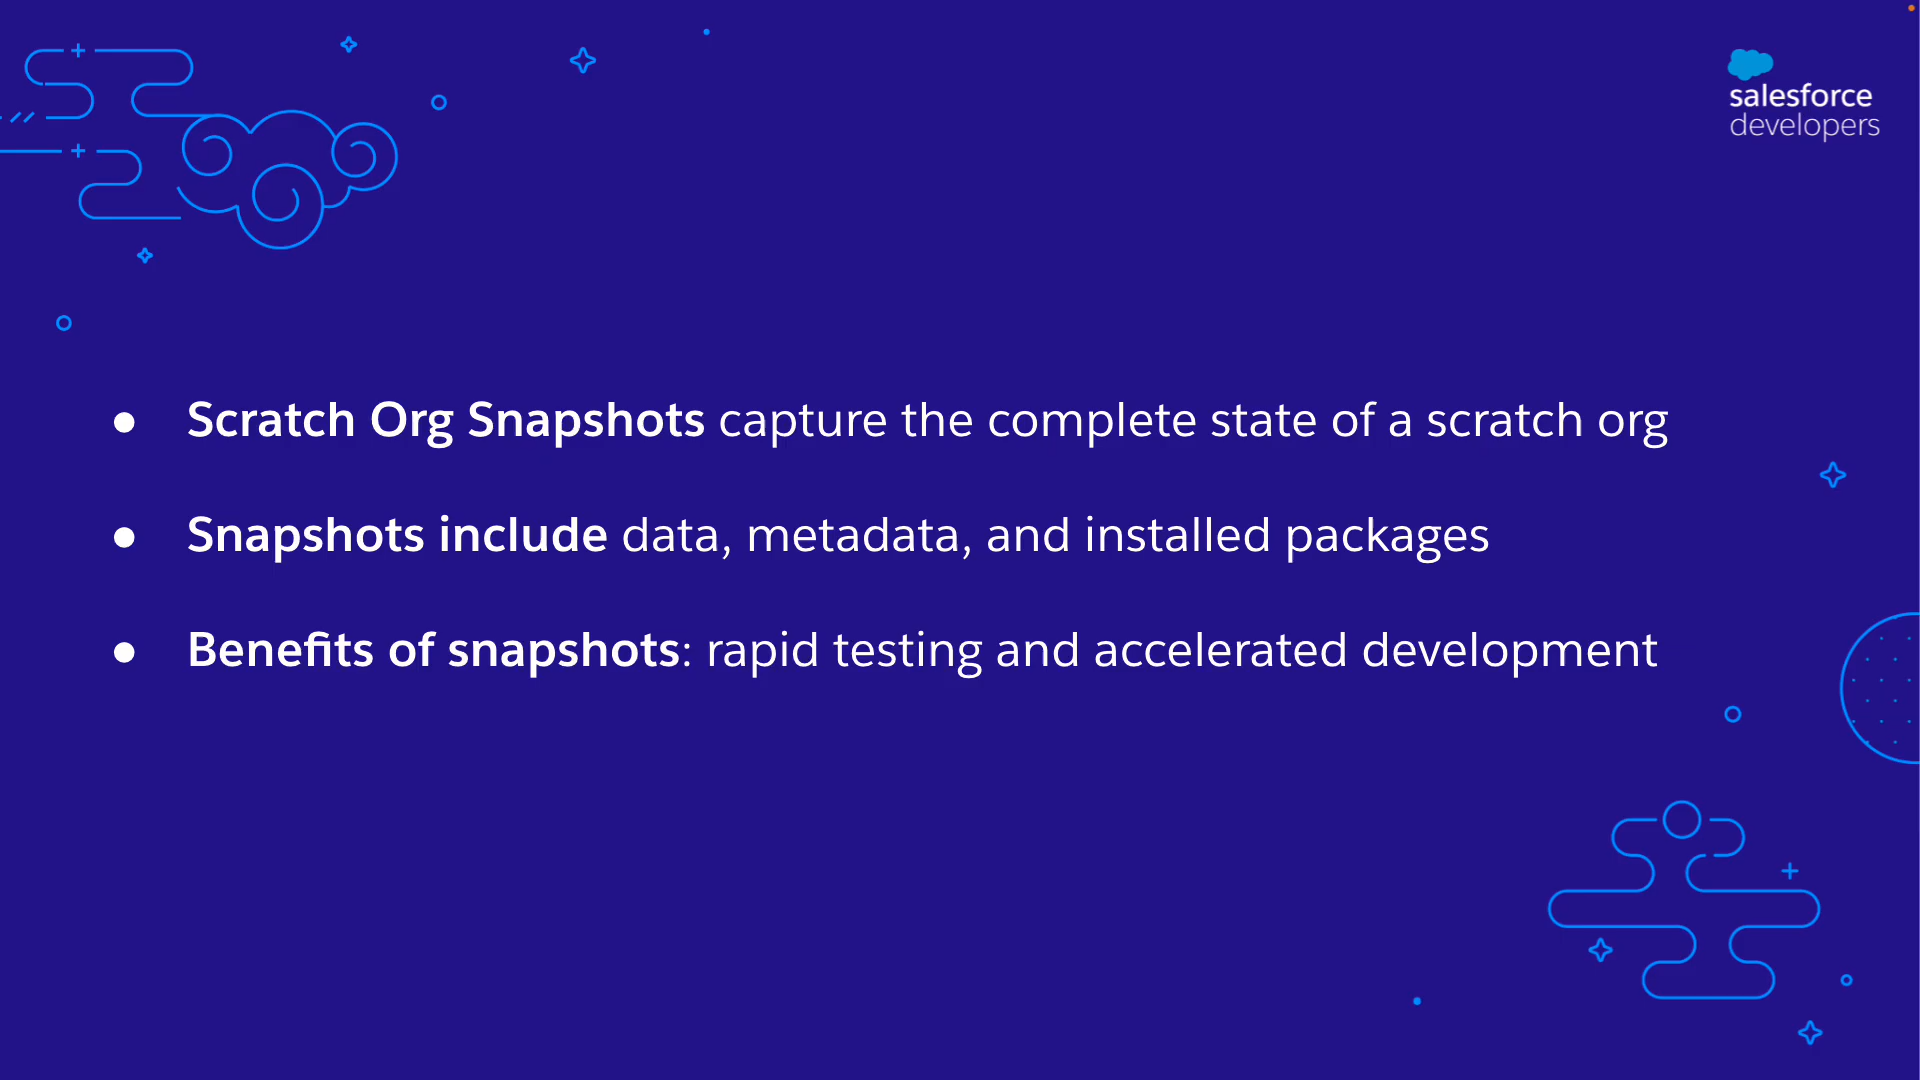 salesforce
developers
● Scratch Org Snapshots capture the complete state of a scratch org
● Snapshots include data, metadata, and installed packages
● Benefits of snapshots: rapid testing and accelerated development